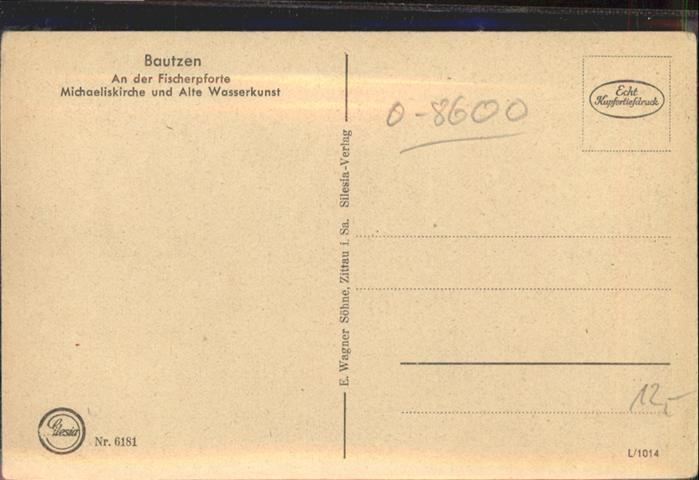 Bautzen
An der Fischerpforte
Michaeliskirche und Alte Wasserkunst
E. Wagner Söhne, Zittau i. Sa. Silesia-Verlag
0-8600
Echt
Kupfertiefdruck
12,-
Silesia
Nr. 6181
L/1014